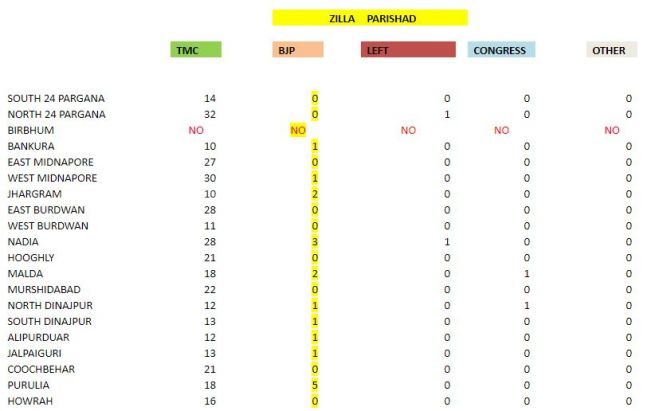 ZILLA PARISHAD
TMC BJP LEFT CONGRESS OTHER
SOUTH 24 PARGANA 14 0 0 0 0
NORTH 24 PARGANA 32 0 1 0 0
BIRBHUM NO NO NO NO NO
BANKURA 10 1 0 0 0
EAST MIDNAPORE 27 0 0 0 0
WEST MIDNAPORE 30 1 0 0 0
JHARGRAM 10 2 0 0 0
EAST BURDWAN 28 0 0 0 0
WEST BURDWAN 11 0 0 0 0
NADIA 28 3 1 0 0
HOOGHLY 21 0 0 0 0
MALDA 18 2 0 1 0
MURSHIDABAD 22 0 0 0 0
NORTH DINAJPUR 12 1 0 1 0
SOUTH DINAJPUR 13 1 0 0 0
ALIPURDUAR 12 1 0 0 0
JALPAIGURI 13 1 0 0 0
COOCHBEHAR 21 0 0 0 0
PURULIA 18 5 0 0 0
HOWRAH 16 0 0 0 0